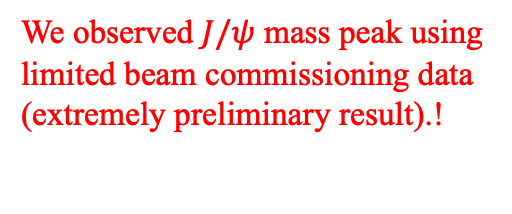 We observed J/ψ mass peak using
limited beam commissioning data
(extremely preliminary result).!